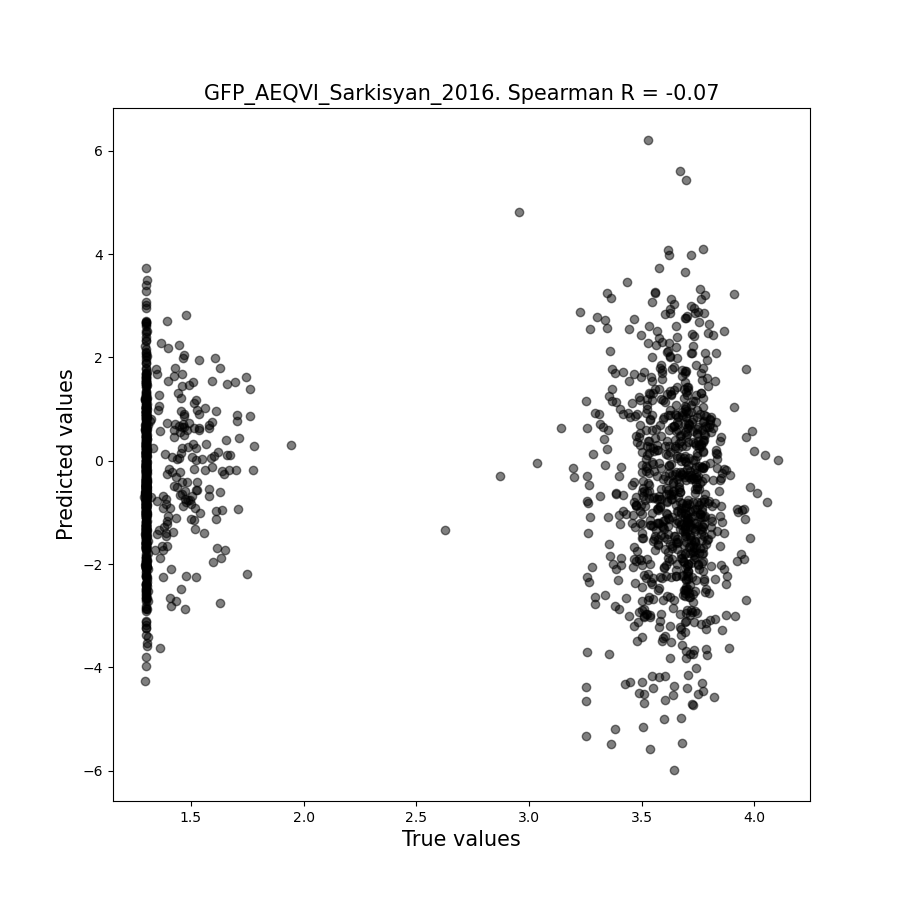 GFP_AEQVI_Sarkisyan_2016. Spearman R = -0.07
6
4
2
0
−2
−4
−6
Predicted values
1.5 2.0 2.5 3.0 3.5 4.0
True values